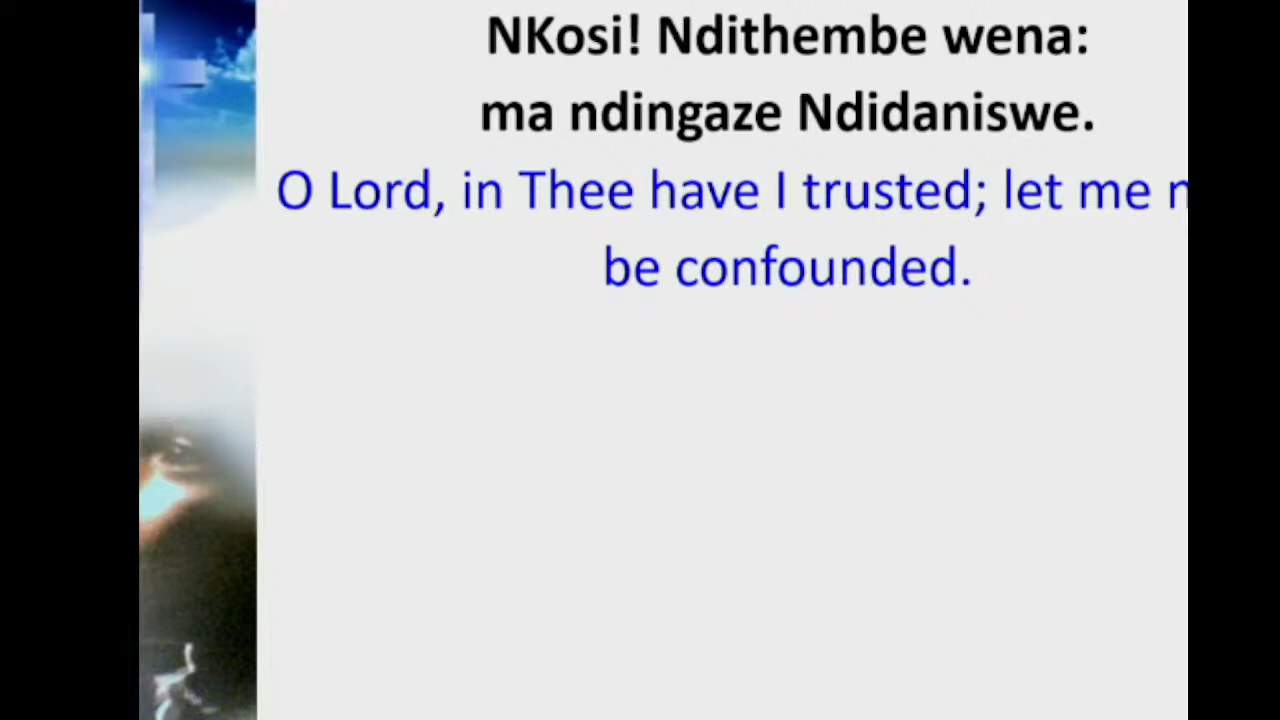 NKosi! Ndithembe wena:
ma ndingaze Ndidaniswe.
O Lord, in Thee have I trusted; let me
be confounded.